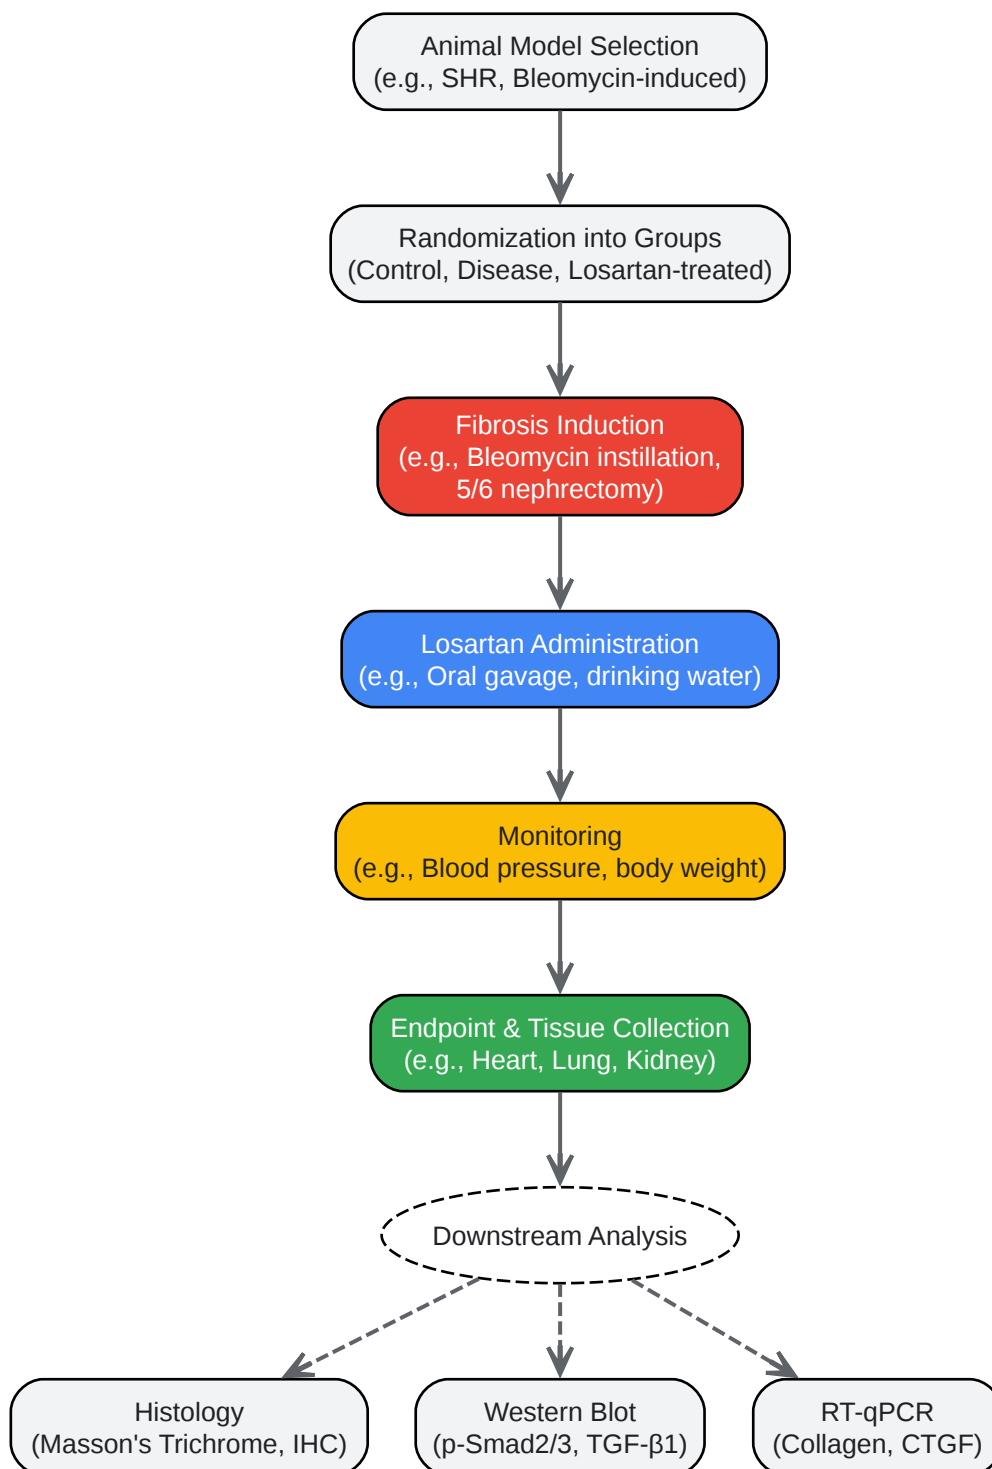 Animal Model Selection
(e.g., SHR, Bleomycin-induced)
Randomization into Groups
(Control, Disease, Losartan-treated)
Fibrosis Induction
(e.g., Bleomycin instillation,
5/6 nephrectomy)
Losartan Administration
(e.g., Oral gavage, drinking water)
Monitoring
(e.g., Blood pressure, body weight)
Endpoint & Tissue Collection
(e.g., Heart, Lung, Kidney)
Downstream Analysis
Histology
(Masson's Trichrome, IHC)
Western Blot
(p-Smad2/3, TGF-β1)
RT-qPCR
(Collagen, CTGF)